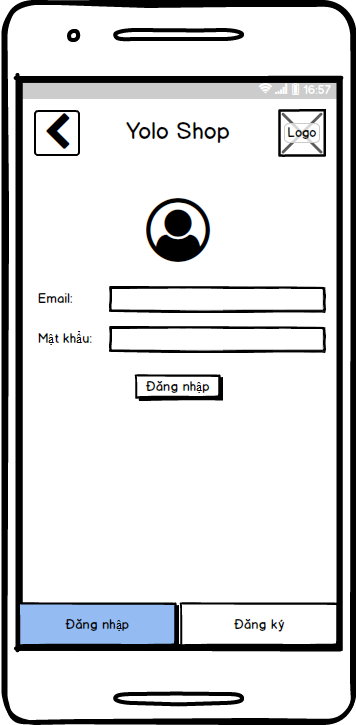 16:57
Yolo Shop
Logo
Email:
Mật khẩu:
Đăng nhập
Đăng nhập
Đăng ký